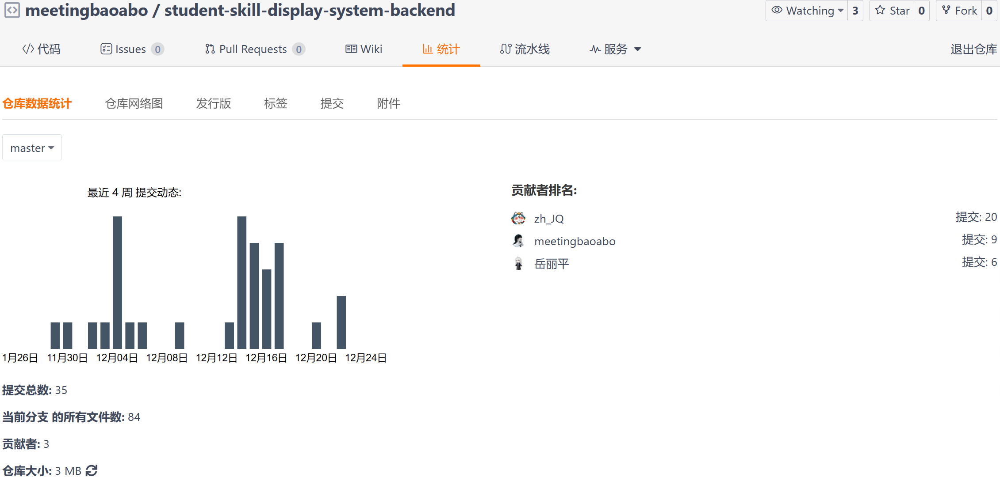 meetingbaoabo / student-skill-display-system-backend
Watching 3 Star 0 Fork 0
代码 Issues 0 Pull Requests 0 Wiki 统计 流水线 服务 退出仓库
仓库数据统计 仓库网络图 发行版 标签 提交 附件
master
最近 4 周 提交动态:
1月26日 11月30日 12月04日 12月08日 12月12日 12月16日 12月20日 12月24日
提交总数: 35
当前分支 的所有文件数: 84
贡献者: 3
仓库大小: 3 MB
贡献者排名:
zh_JQ 提交: 20
meetingbaoabo 提交: 9
岳丽平 提交: 6